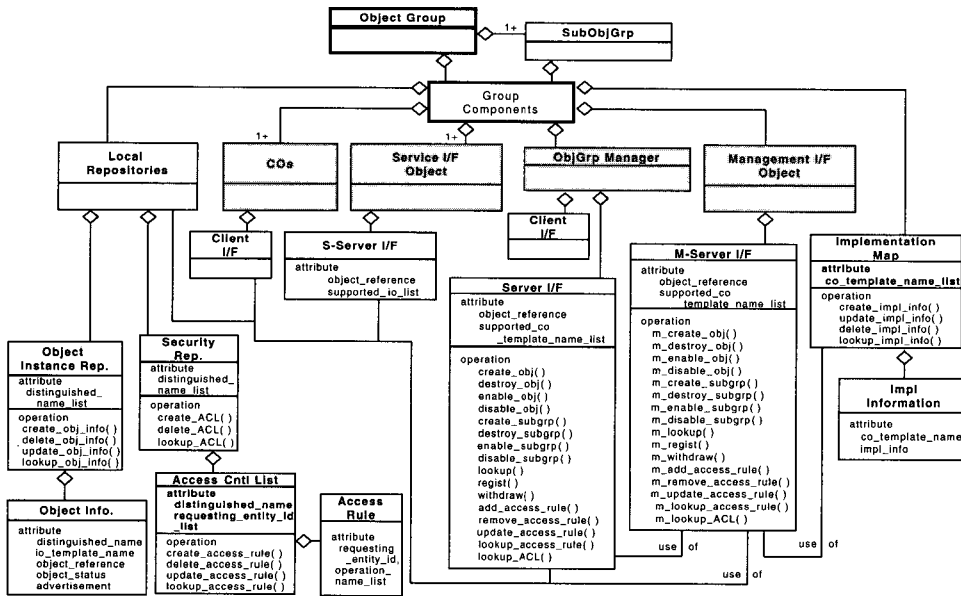 Object Group
1+
SubObjGrp
Group
Components
1+
1+
Local
Repositories
COs
Service I/F
Object
ObjGrp Manager
Management I/F
Object
Client
I/F
S-Server I/F
attribute
object_reference
supported_io_list
Client
I/F
Server I/F
attribute
object_reference
supported_co
_template_name_list
operation
create_obj()
destroy_obj()
enable_obj()
disable_obj()
create_subgrp()
destroy_subgrp()
enable_subgrp()
disable_subgrp()
lookup()
regist()
withdraw()
add_access_rule()
remove_access_rule()
update_access_rule()
lookup_access_rule()
lookup_ACL()
M-Server I/F
attribute
object_reference
supported_co
template_name_list
operation
m_create_obj()
m_destroy_obj()
m_enable_obj()
m_disable_obj()
m_create_subgrp()
m_destroy_subgrp()
m_enable_subgrp()
m_disable_subgrp()
m_lookup()
m_regist()
m_withdraw()
m_add_access_rule()
m_remove_access_rule()
m_update_access_rule()
m_lookup_access_rule()
m_lookup_ACL()
Implementation
Map
attribute
co_template_name_list
operation
create_impl_info()
update_impl_info()
delete_impl_info()
lookup_impl_info()
Impl
Information
attribute
co_template_name
impl_info
Object
Instance Rep.
attribute
distinguished_
name_list
operation
create_obj_info()
delete_obj_info()
update_obj_info()
lookup_obj_info()
Security
Rep.
attribute
distinguished_
name_list
operation
create_ACL()
delete_ACL()
lookup_ACL()
Object Info.
attribute
distinguished_name
io_template_name
object_reference
object_status
advertisement
Access Cntl List
attribute
distinguished_name
requesting_entity_id
_list
operation
create_access_rule()
delete_access_rule()
update_access_rule()
lookup_access_rule()
Access
Rule
attribute
requesting
_entity_id,
operation_
name_list
use of
use of
use of